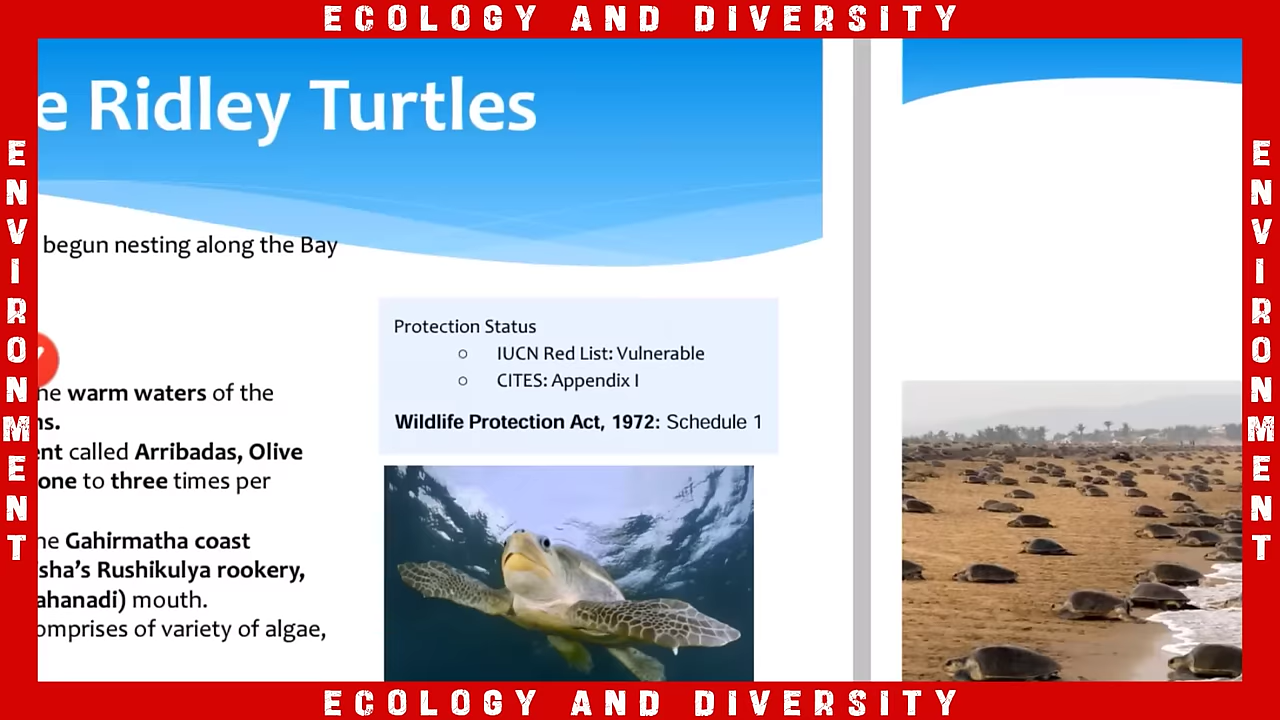 ECOLOGY AND DIVERSITY
ENVIRONMENT
e Ridley Turtles
begun nesting along the Bay
Protection Status
○ IUCN Red List: Vulnerable
○ CITES: Appendix I
Wildlife Protection Act, 1972: Schedule 1
he warm waters of the
ns.
ent called Arribadas, Olive
one to three times per
he Gahirmatha coast
sha's Rushikulya rookery,
ahanadi) mouth.
omprises of variety of algae,
ENVIRONMENT
ECOLOGY AND DIVERSITY